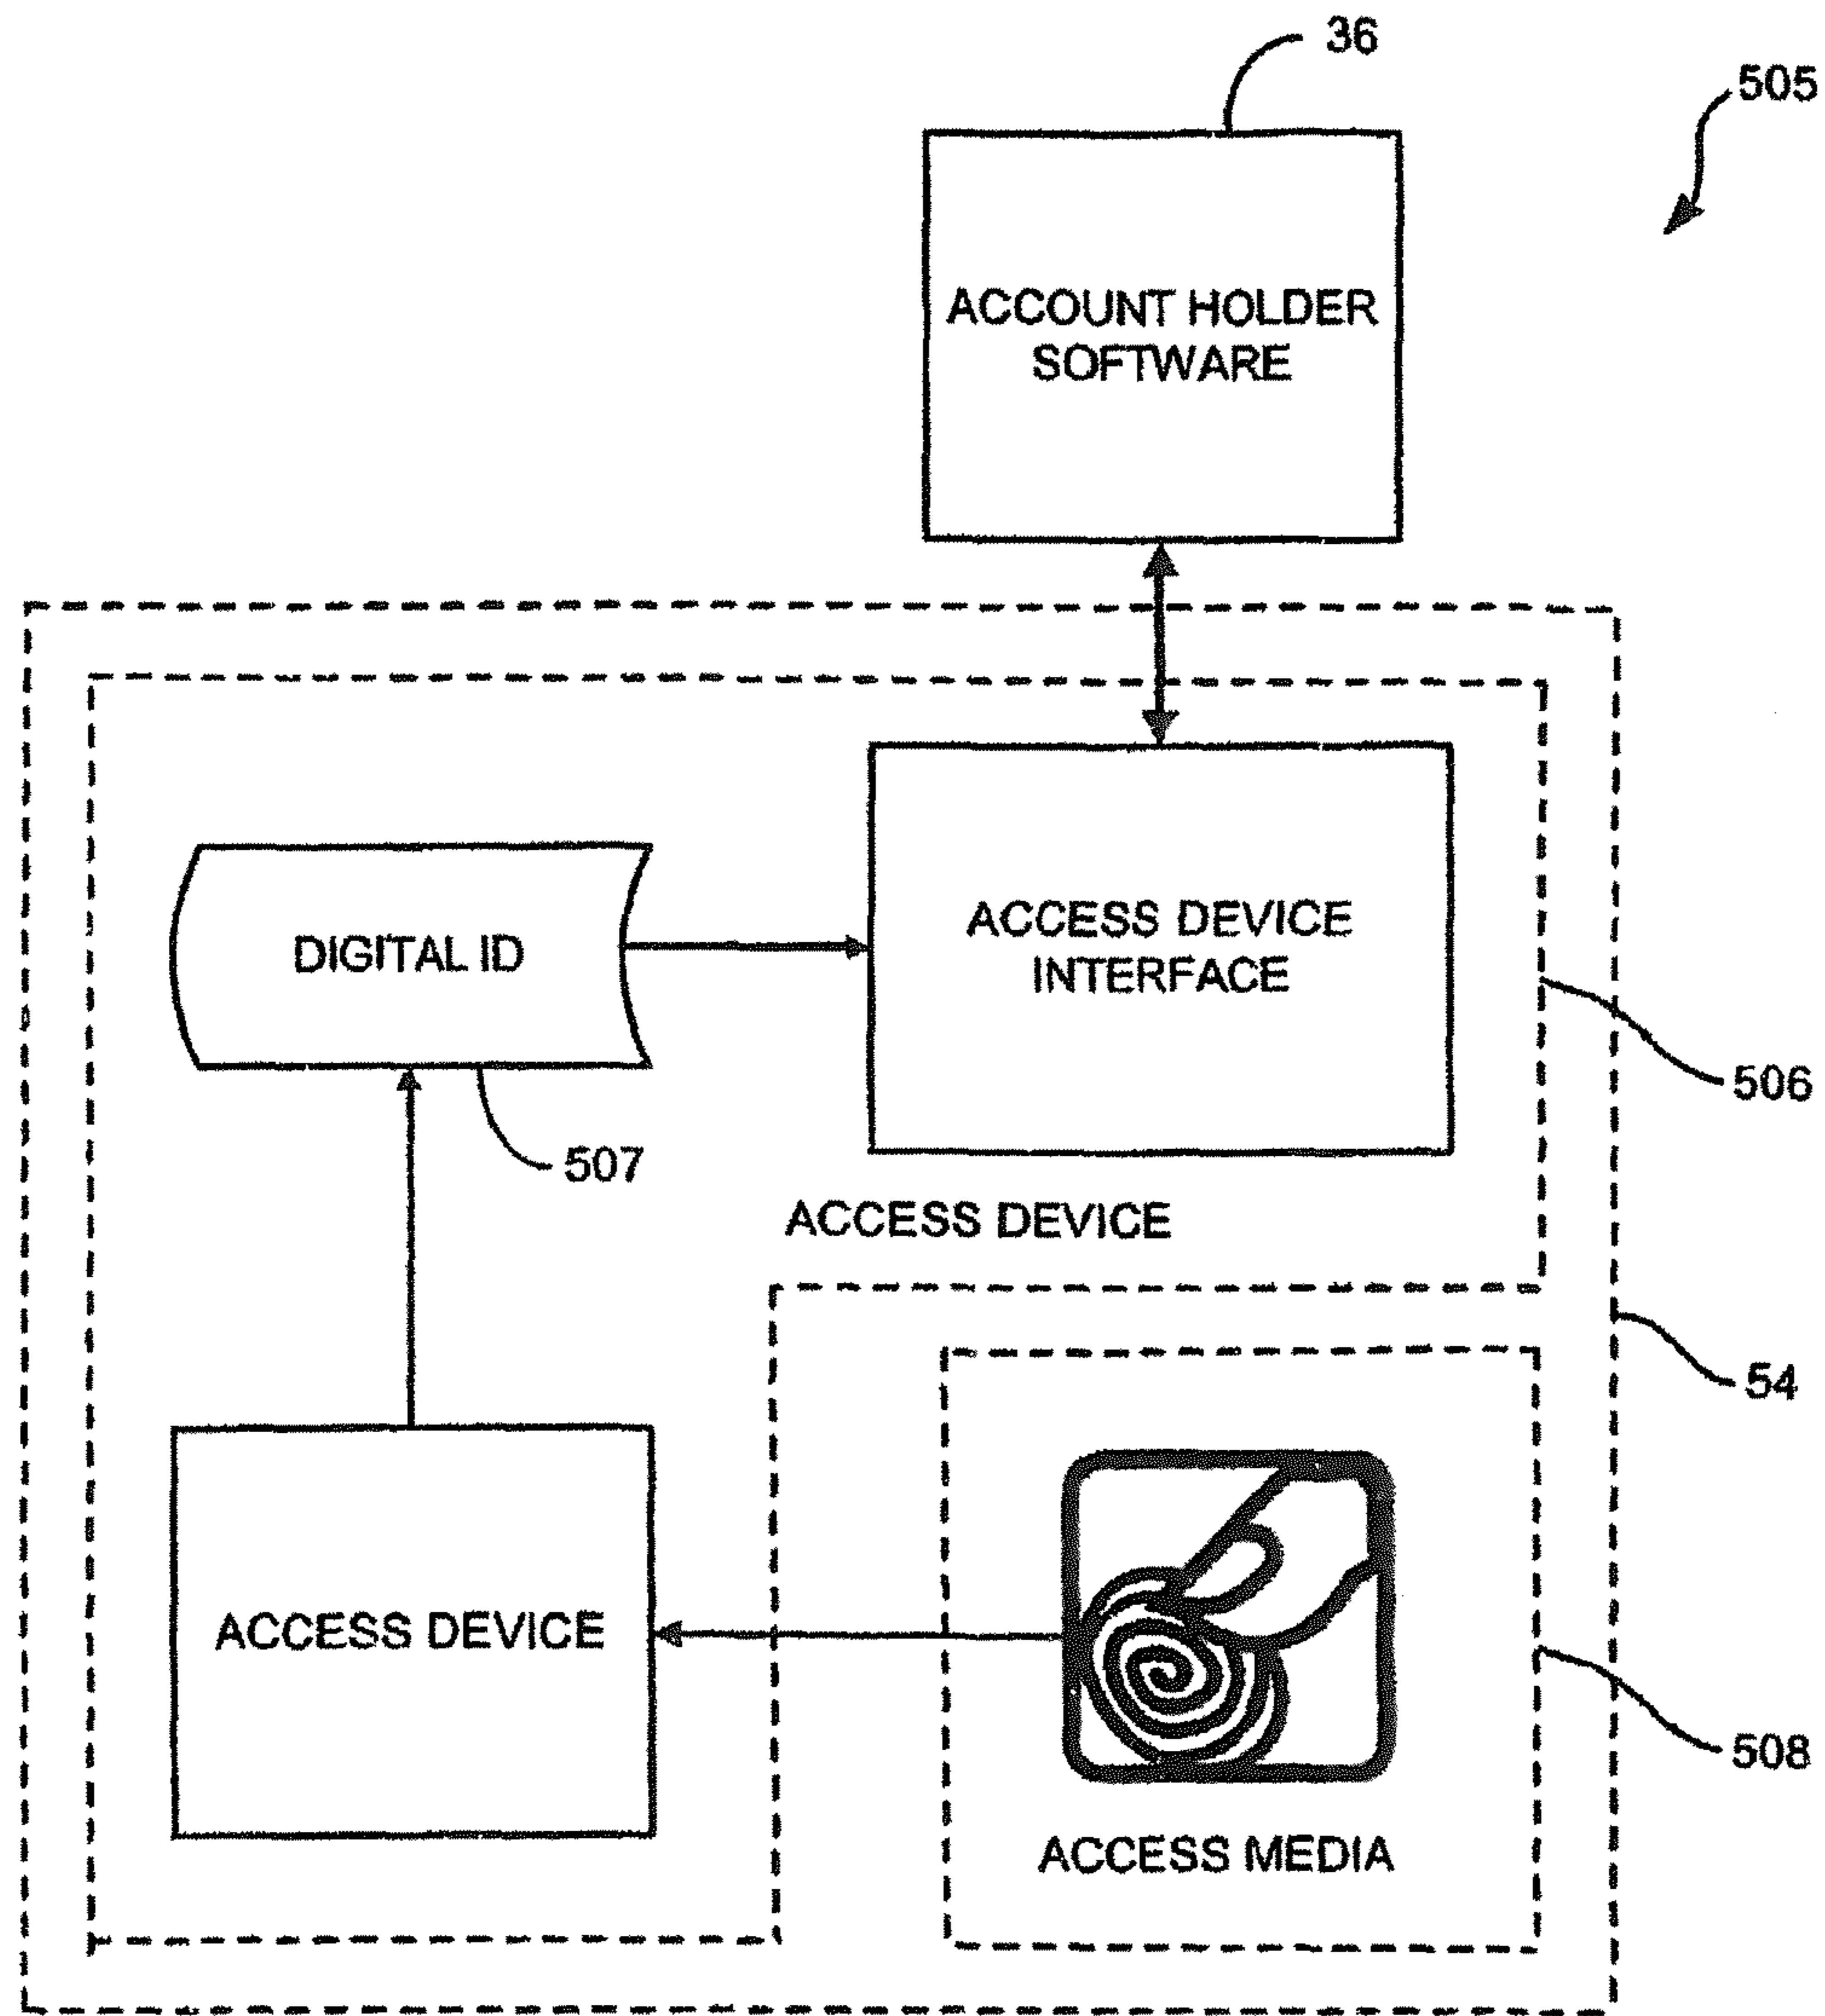 36
505
ACCOUNT HOLDER
SOFTWARE
DIGITAL ID
ACCESS DEVICE
INTERFACE
506
507
ACCESS DEVICE
54
ACCESS DEVICE
508
ACCESS MEDIA